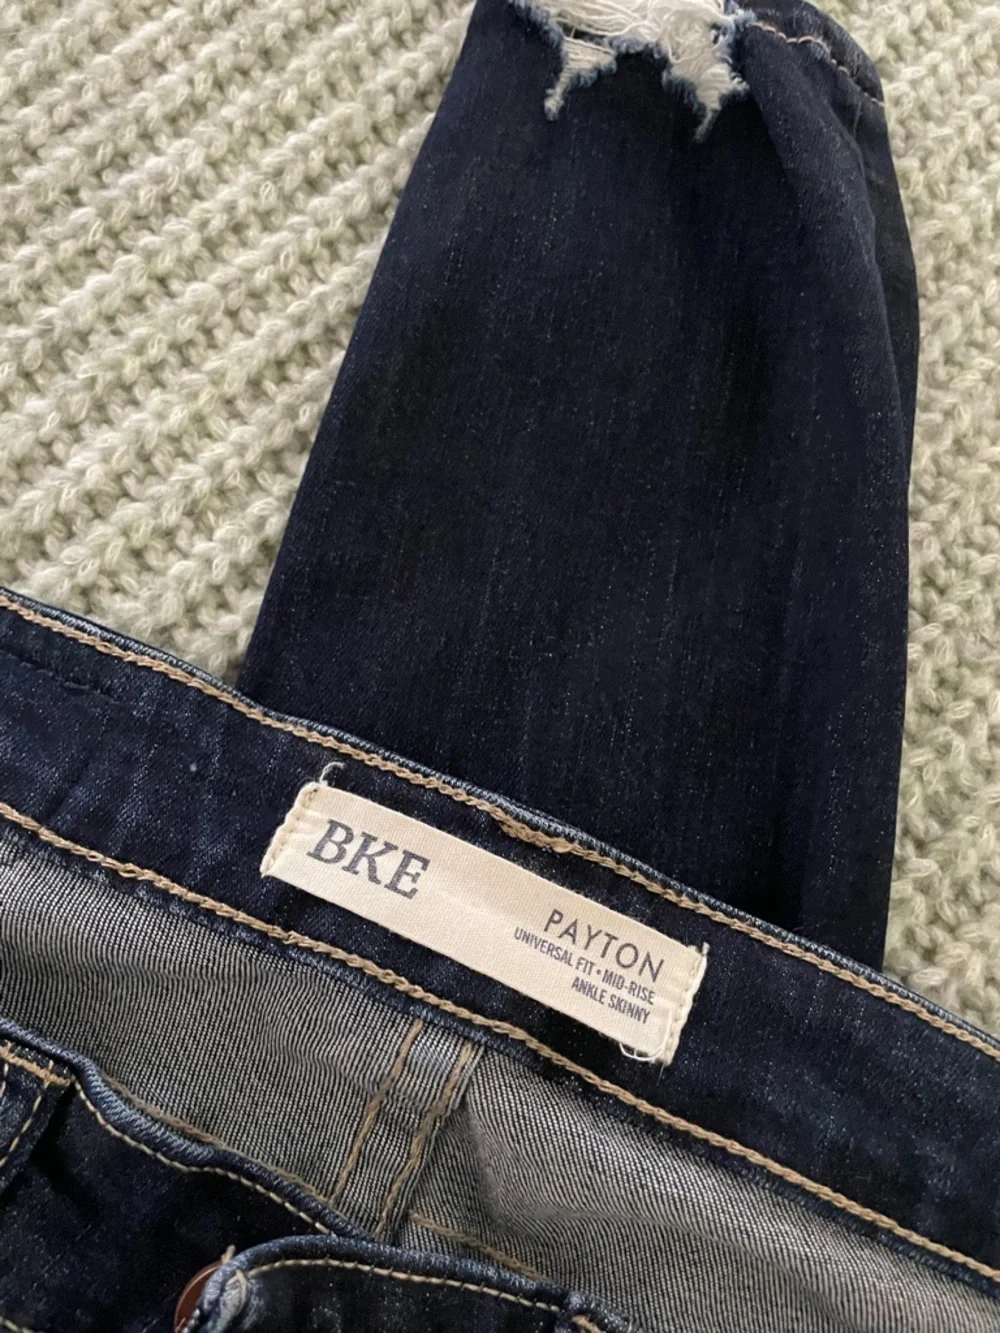 BKE
PAYTON
UNIVERSAL FIT • MID-RISE
ANKLE SKINNY